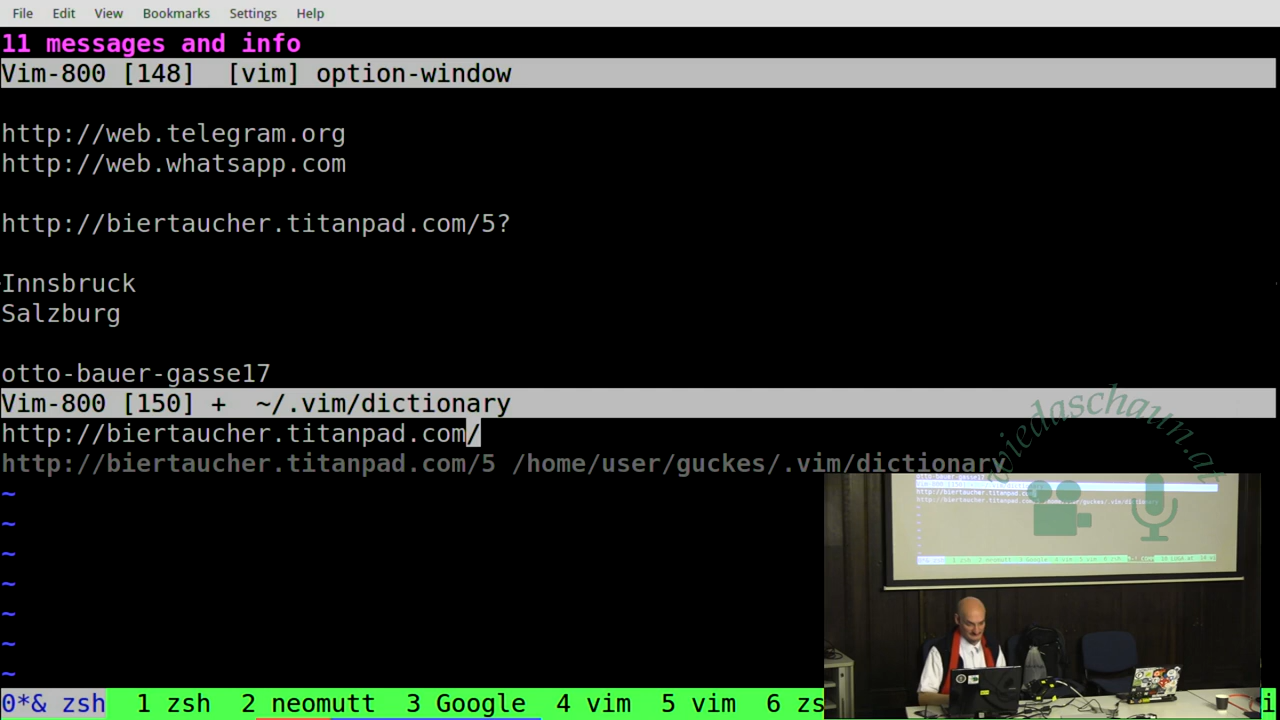 File Edit View Bookmarks Settings Help
11 messages and info
Vim-800 [148]  [vim] option-window
http://web.telegram.org
http://web.whatsapp.com
http://biertaucher.titanpad.com/5?
Innsbruck
Salzburg
otto-bauer-gasse17
Vim-800 [150] +  ~/.vim/dictionary
http://biertaucher.titanpad.com/
http://biertaucher.titanpad.com/5 /home/user/guckes/.vim/dictionary
~
~
~
~
~
~
~
wiedaschaun.at
0*& zsh  1 zsh  2 neomutt  3 Google  4 vim  5 vim  6 zs